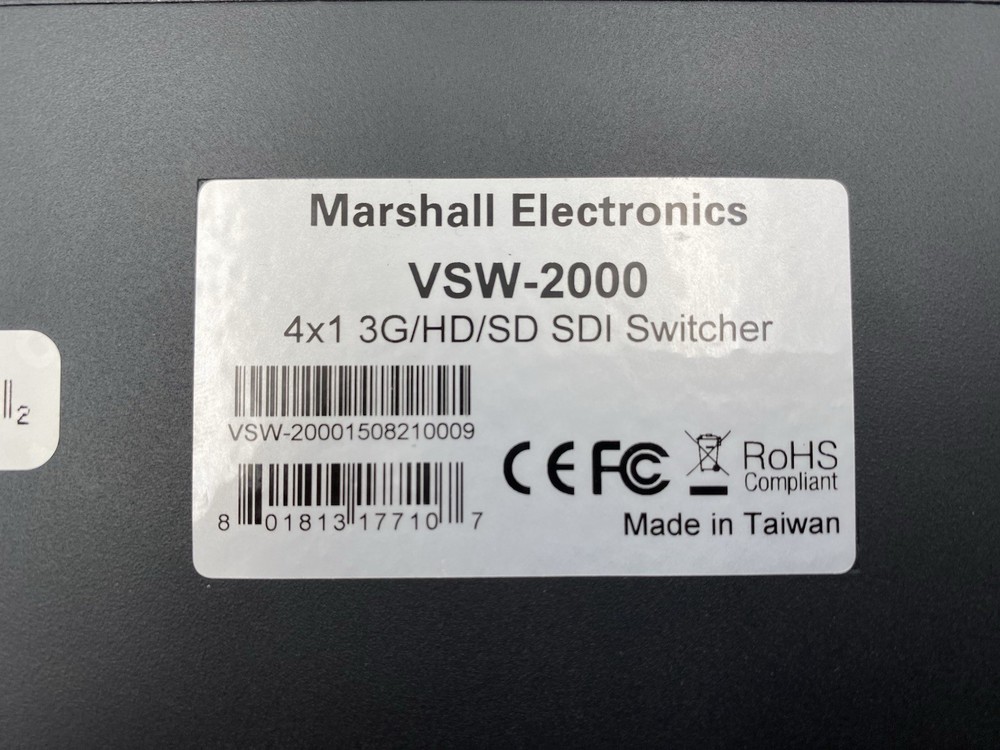 Marshall Electronics
VSW-2000
4x1 3G/HD/SD SDI Switcher
VSW-20001508210009
8 01813 17710 7
CE FC RoHS
Compliant
Made in Taiwan
2